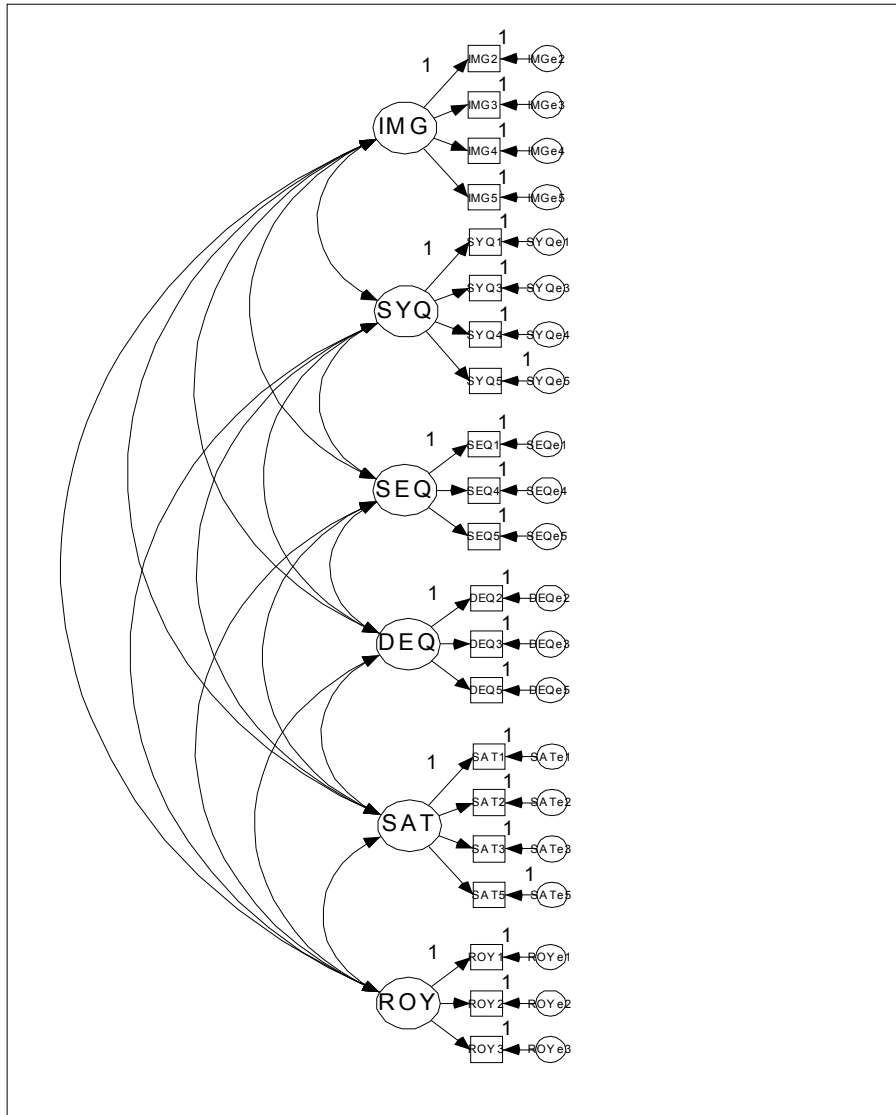 1
IMG2 IMGe2
1
1
IMG3 IMGe3
IMG
1
IMG4 IMGe4
1
IMG5 IMGe5
1
SYQ1 SYQe1
1
1
SYQ3 SYQe3
SYQ
1
SYQ4 SYQe4
1
SYQ5 SYQe5
1
SEQ1 SEQe1
1
1
SEQ
SEQ4 SEQe4
1
SEQ5 SEQe5
1
DEQ2 DEQe2
1
1
DEQ
DEQ3 DEQe3
1
DEQ5 DEQe5
1
SAT1 SATe1
1
1
SAT2 SATe2
SAT
1
SAT3 SATe3
1
SAT5 SATe5
1
ROY1 ROYe1
1
1
ROY
ROY2 ROYe2
1
ROY3 ROYe3